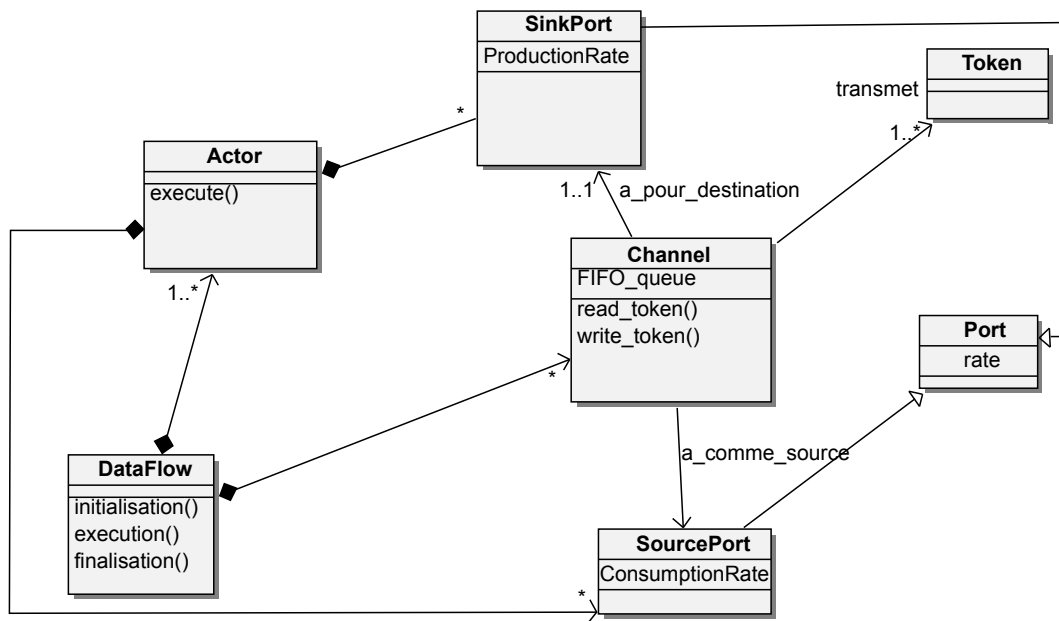 SinkPort
ProductionRate
Token
transmet
*
1..*
Actor
execute()
1..1
a_pour_destination
Channel
FIFO_queue
read_token()
write_token()
1..*
Port
rate
*
a_comme_source
DataFlow
initialisation()
execution()
finalisation()
SourcePort
ConsumptionRate
*